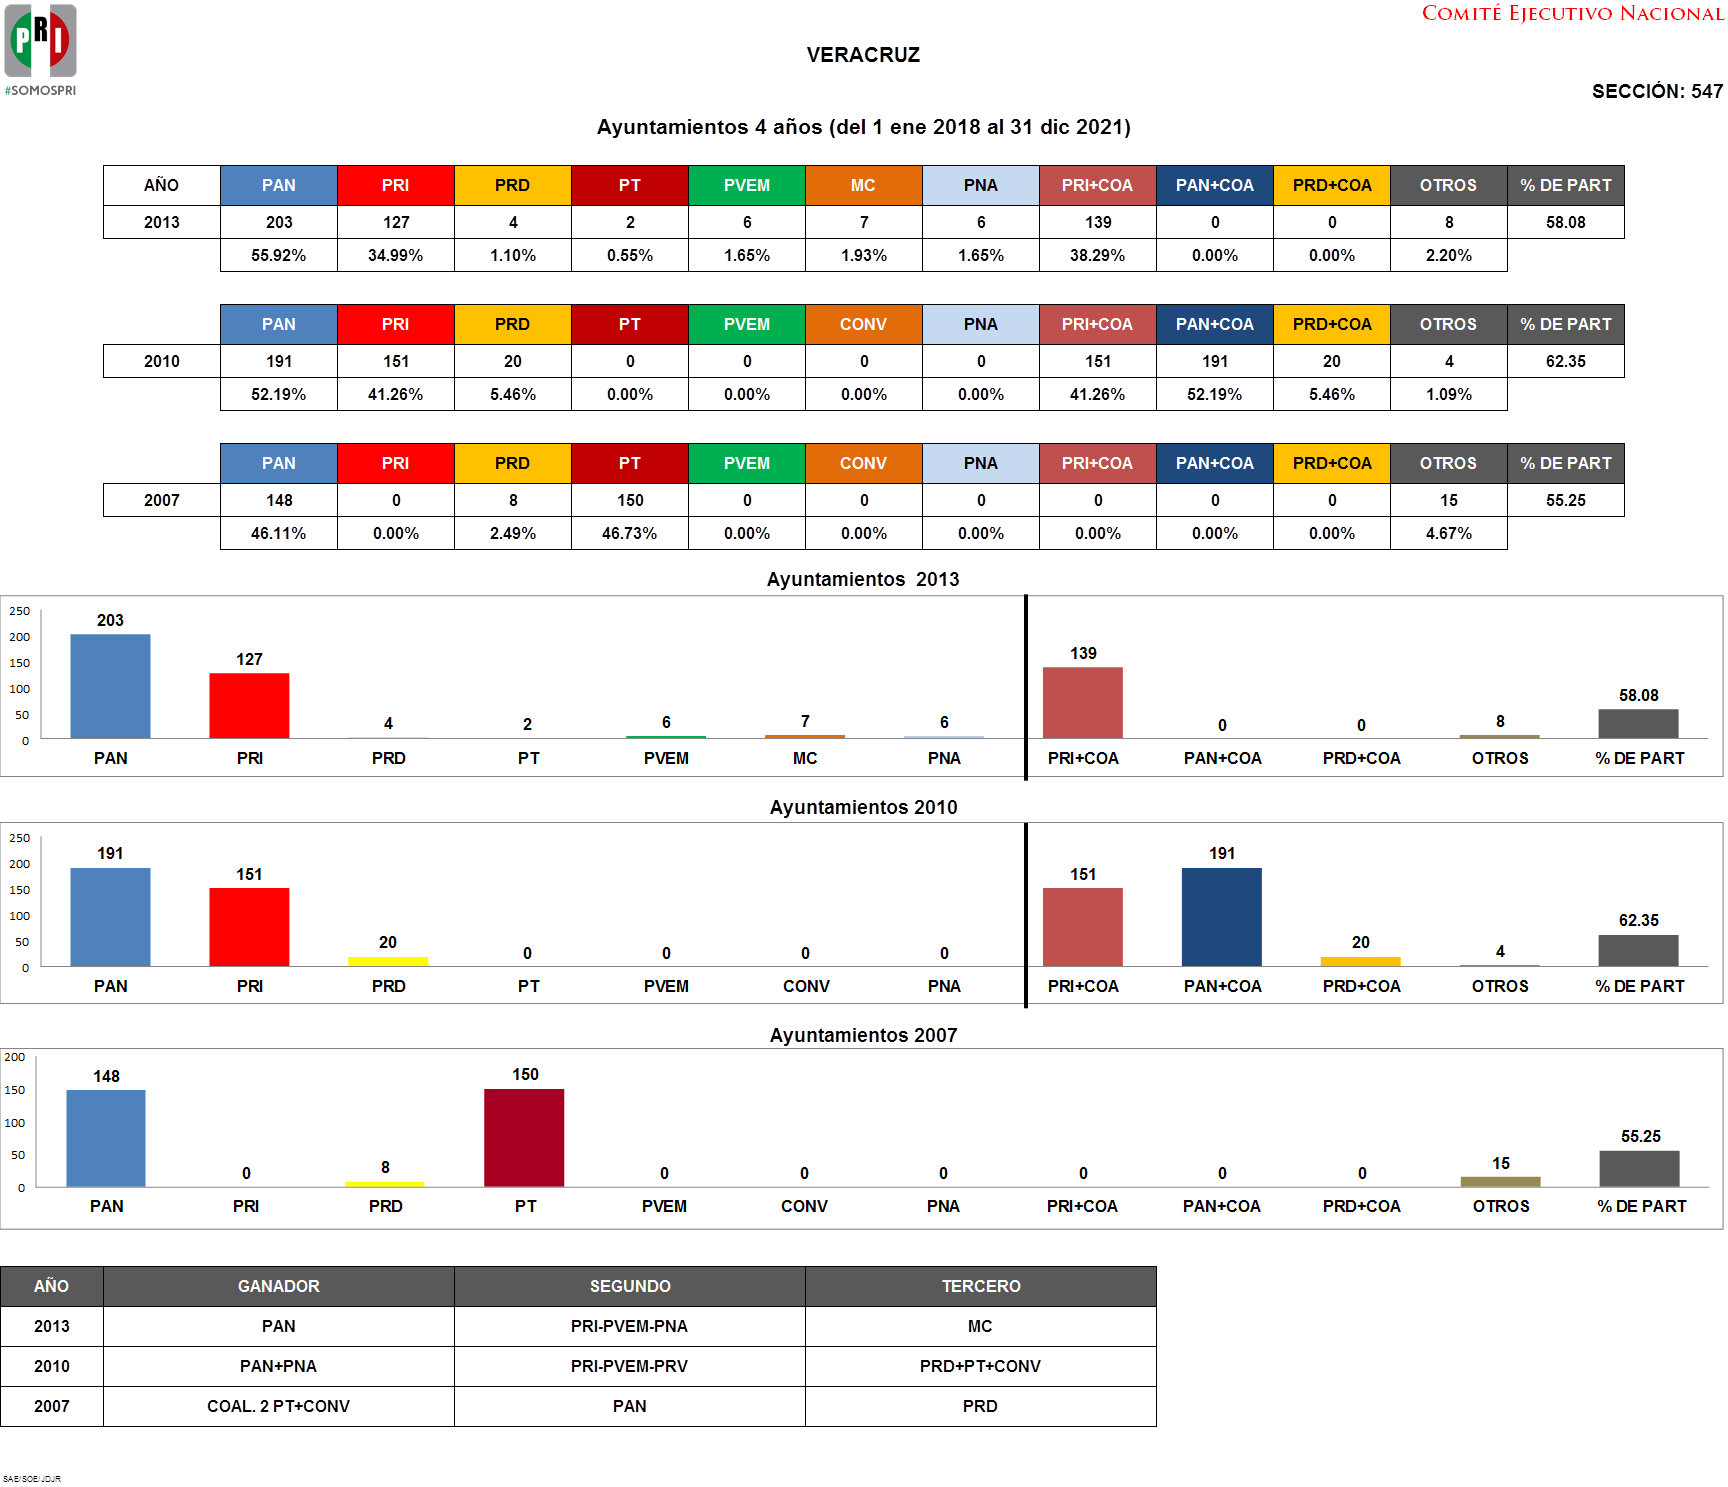 PRI
#SOMOSPRI
COMITÉ EJECUTIVO NACIONAL
VERACRUZ
SECCIÓN: 547
Ayuntamientos 4 años (del 1 ene 2018 al 31 dic 2021)
AÑO PAN PRI PRD PT PVEM MC PNA PRI+COA PAN+COA PRD+COA OTROS % DE PART
2013 203 127 4 2 6 7 6 139 0 0 8 58.08
55.92% 34.99% 1.10% 0.55% 1.65% 1.93% 1.65% 38.29% 0.00% 0.00% 2.20%
PAN PRI PRD PT PVEM CONV PNA PRI+COA PAN+COA PRD+COA OTROS % DE PART
2010 191 151 20 0 0 0 0 151 191 20 4 62.35
52.19% 41.26% 5.46% 0.00% 0.00% 0.00% 0.00% 41.26% 52.19% 5.46% 1.09%
PAN PRI PRD PT PVEM CONV PNA PRI+COA PAN+COA PRD+COA OTROS % DE PART
2007 148 0 8 150 0 0 0 0 0 0 15 55.25
46.11% 0.00% 2.49% 46.73% 0.00% 0.00% 0.00% 0.00% 0.00% 0.00% 4.67%
Ayuntamientos 2013
250
200
150
100
50
0
203 127 4 2 6 7 6 139 0 0 8 58.08
PAN PRI PRD PT PVEM MC PNA PRI+COA PAN+COA PRD+COA OTROS % DE PART
Ayuntamientos 2010
250
200
150
100
50
0
191 151 20 0 0 0 0 151 191 20 4 62.35
PAN PRI PRD PT PVEM CONV PNA PRI+COA PAN+COA PRD+COA OTROS % DE PART
Ayuntamientos 2007
200
150
100
50
0
148 0 8 150 0 0 0 0 0 0 15 55.25
PAN PRI PRD PT PVEM CONV PNA PRI+COA PAN+COA PRD+COA OTROS % DE PART
AÑO GANADOR SEGUNDO TERCERO
2013 PAN PRI-PVEM-PNA MC
2010 PAN+PNA PRI-PVEM-PRV PRD+PT+CONV
2007 COAL. 2 PT+CONV PAN PRD
SAE/SOE/JDJR